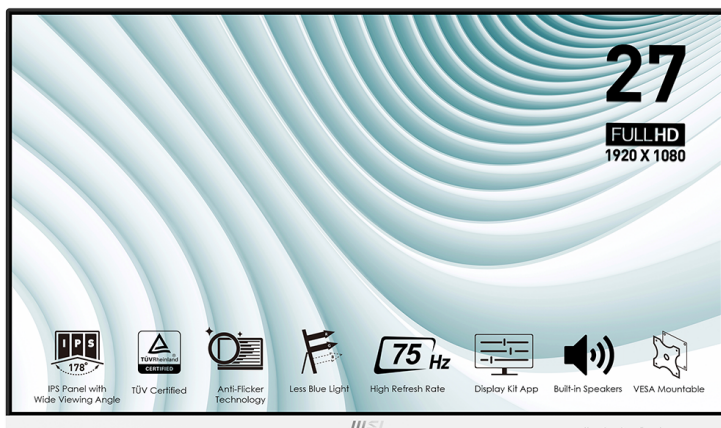 27
FULL HD
1920 X 1080
IPS
178°
IPS Panel with
Wide Viewing Angle
TÜVRheinland
CERTIFIED
TÜV Certified
Anti-Flicker
Technology
Less Blue Light
75 Hz
High Refresh Rate
Display Kit App
Built-in Speakers
VESA Mountable
msi